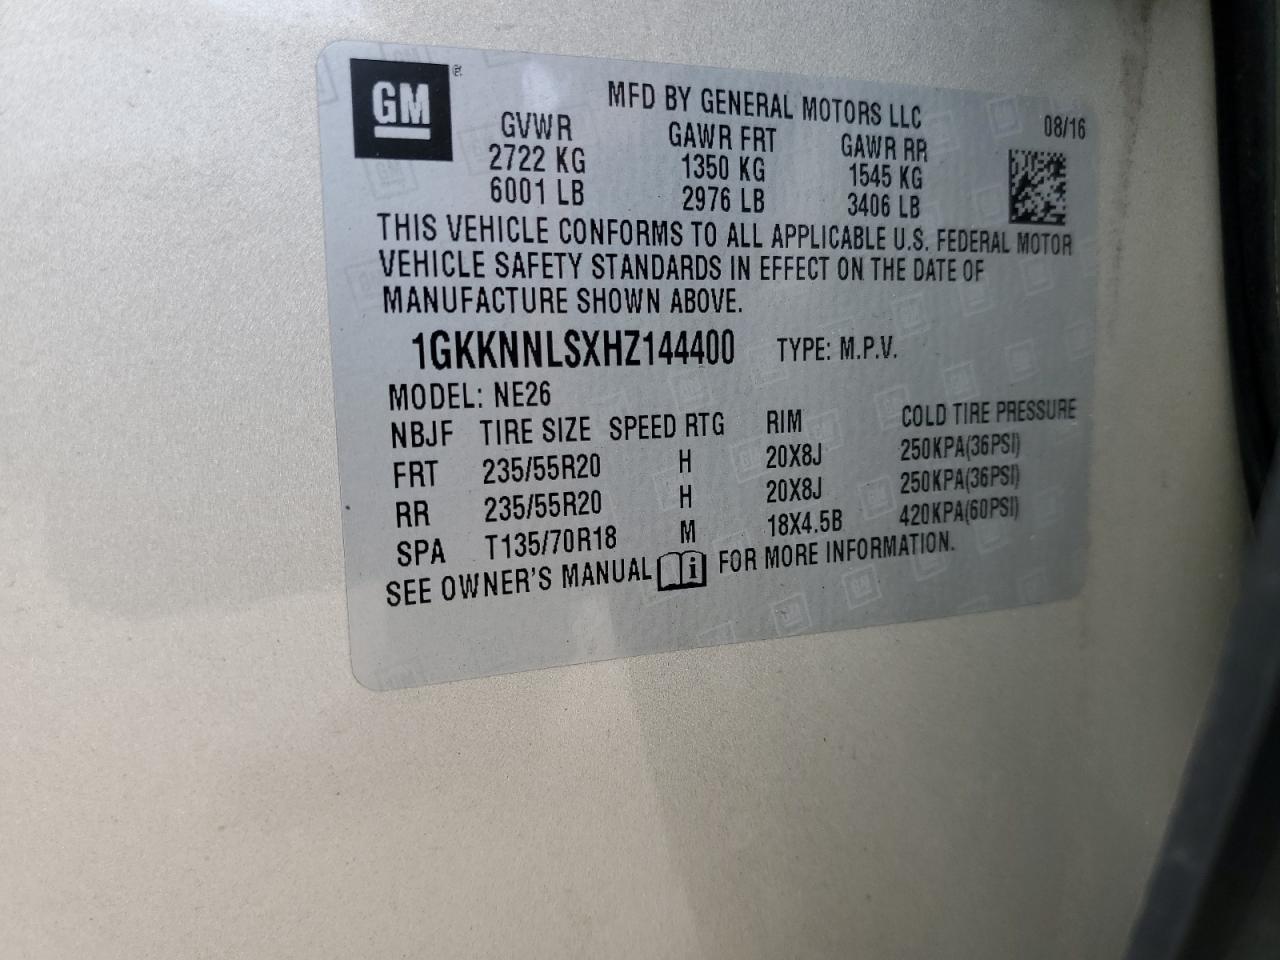 GM
MFD BY GENERAL MOTORS LLC
08/16
GVWR GAWR FRT GAWR RR
2722 KG 1350 KG 1545 KG
6001 LB 2976 LB 3406 LB
THIS VEHICLE CONFORMS TO ALL APPLICABLE U.S. FEDERAL MOTOR
VEHICLE SAFETY STANDARDS IN EFFECT ON THE DATE OF
MANUFACTURE SHOWN ABOVE.
1GKKNNLSXHZ144400 TYPE: M.P.V.
MODEL: NE26
NBJF TIRE SIZE SPEED RTG RIM COLD TIRE PRESSURE
FRT 235/55R20 H 20X8J 250KPA(36PSI)
RR 235/55R20 H 20X8J 250KPA(36PSI)
SPA T135/70R18 M 18X4.5B 420KPA(60PSI)
SEE OWNER'S MANUAL i FOR MORE INFORMATION.